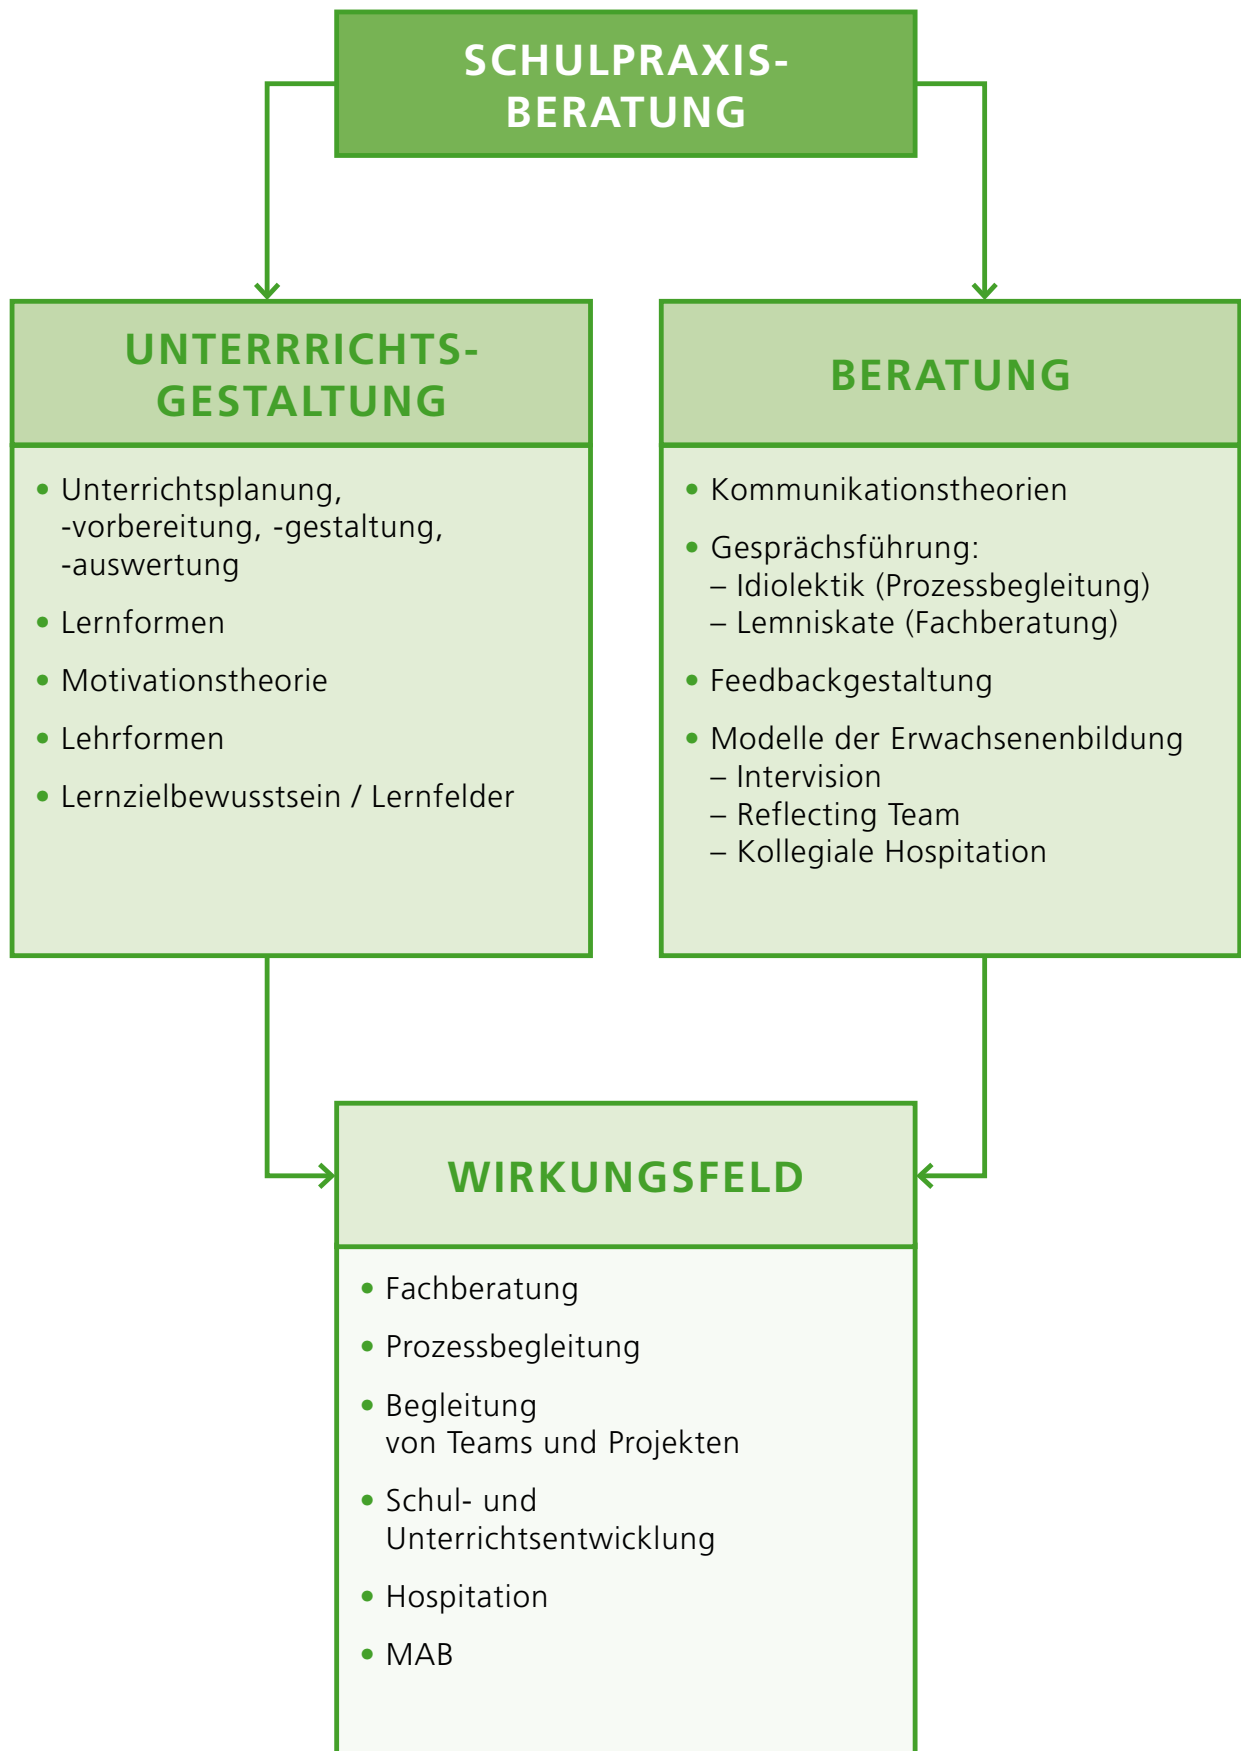 SCHULPRAXIS-
BERATUNG
UNTERRRICHTS-
GESTALTUNG
• Unterrichtsplanung,
-vorbereitung, -gestaltung,
-auswertung
• Lernformen
• Motivationstheorie
• Lehrformen
• Lernzielbewusstsein / Lernfelder
BERATUNG
• Kommunikationstheorien
• Gesprächsführung:
– Idiolektik (Prozessbegleitung)
– Lemniskate (Fachberatung)
• Feedbackgestaltung
• Modelle der Erwachsenenbildung
– Intervision
– Reflecting Team
– Kollegiale Hospitation
WIRKUNGSFELD
• Fachberatung
• Prozessbegleitung
• Begleitung
von Teams und Projekten
• Schul- und
Unterrichtsentwicklung
• Hospitation
• MAB